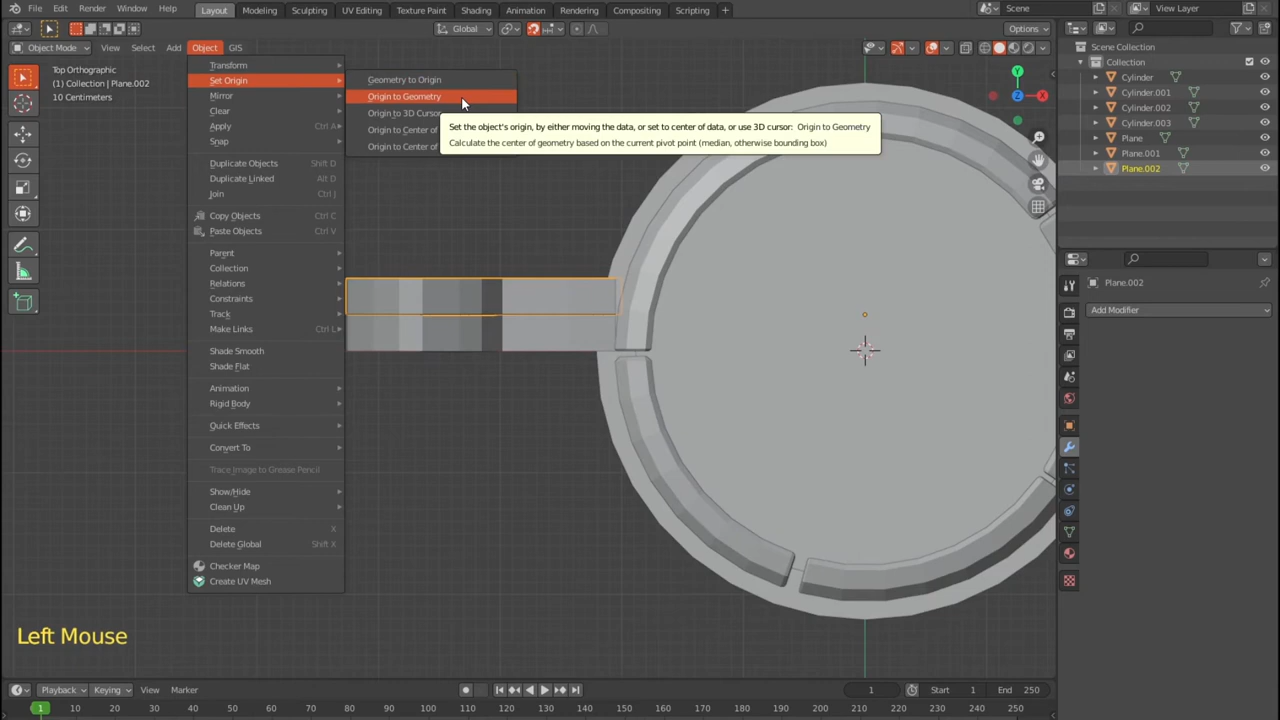 File Edit Render Window Help Layout Modeling Sculpting UV Editing Texture Paint Shading Animation Rendering Compositing Scripting + Scene View Layer
Global Options
Object Mode View Select Add Object GIS
Scene Collection
Top Orthographic
(1) Collection | Plane.002
10 Centimeters
Transform
Set Origin
Mirror
Clear
Apply Ctrl A
Snap
Duplicate Objects Shift D
Duplicate Linked Alt D
Join Ctrl J
Copy Objects Ctrl C
Paste Objects Ctrl V
Parent
Collection
Relations
Constraints
Track
Make Links Ctrl L
Shade Smooth
Shade Flat
Animation
Rigid Body
Quick Effects
Convert To
Trace Image to Grease Pencil
Show/Hide
Clean Up
Delete X
Delete Global Shift X
Checker Map
Create UV Mesh
Geometry to Origin
Origin to Geometry
Origin to 3D Cursor
Origin to Center of
Origin to Center of
Set the object's origin, by either moving the data, or set to center of data, or use 3D cursor: Origin to Geometry
Calculate the center of geometry based on the current pivot point (median, otherwise bounding box)
Y
X
Z
Collection
Cylinder
Cylinder.001
Cylinder.002
Cylinder.003
Plane
Plane.001
Plane.002
Plane.002
Add Modifier
Left Mouse
Playback Keying View Marker 1 Start 1 End 250
1 10 20 30 40 50 60 70 80 90 100 110 120 130 140 150 160 170 180 190 200 210 220 230 240 250